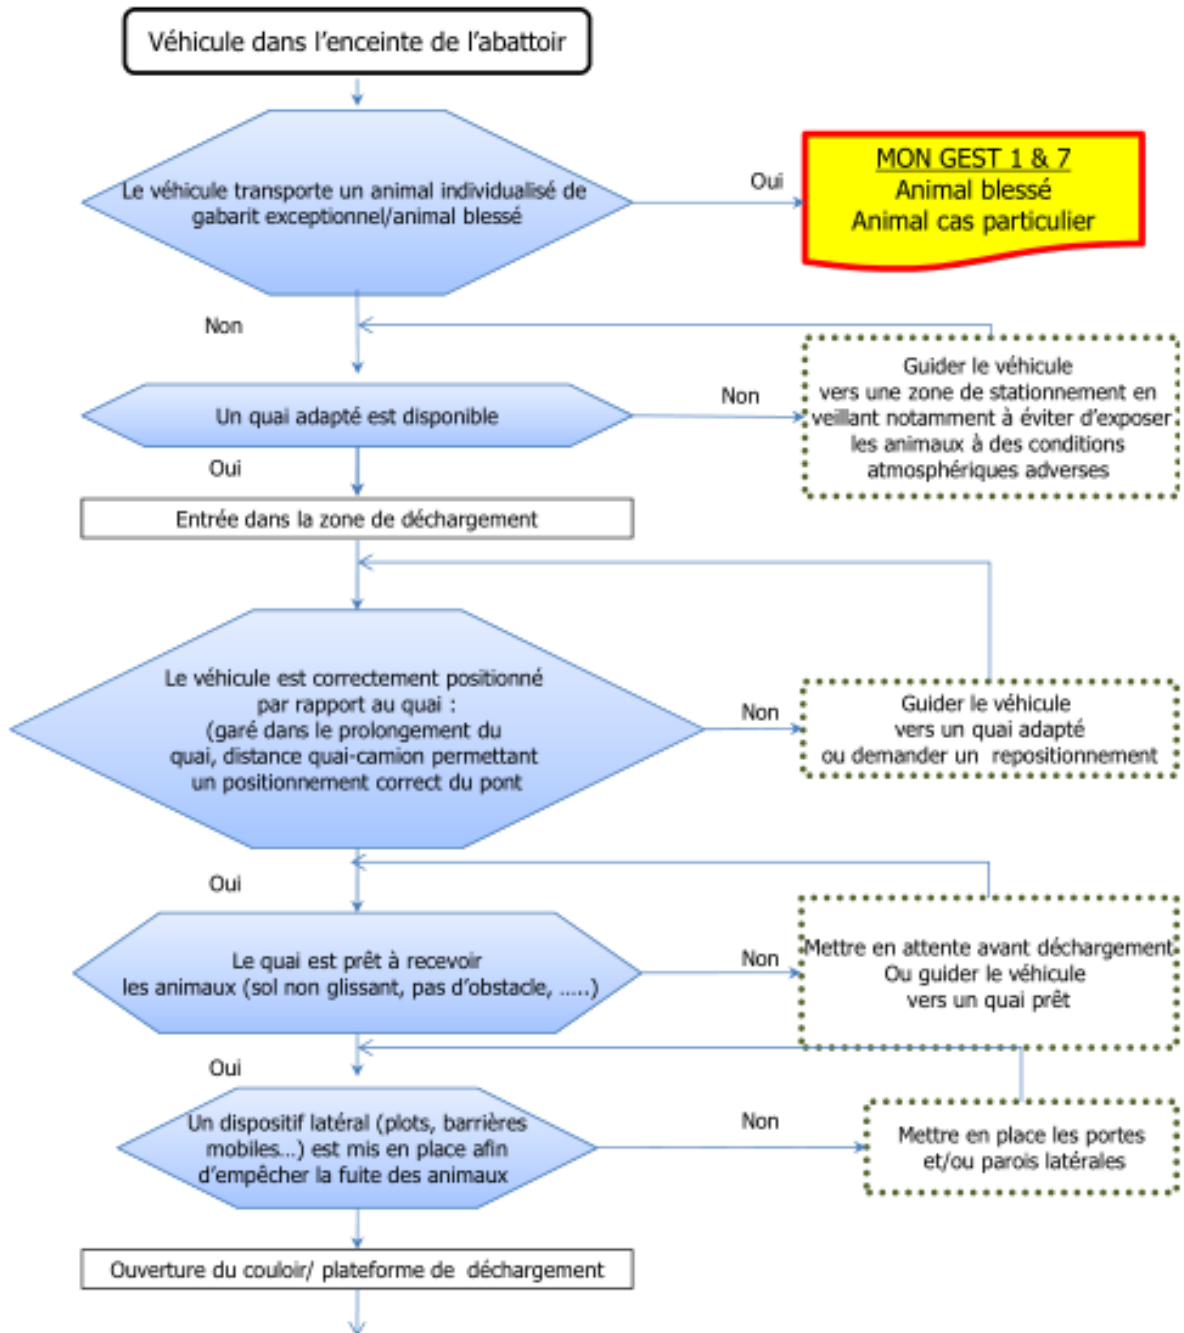 Véhicule dans l'enceinte de l'abattoir
Le véhicule transporte un animal individualisé de
gabarit exceptionnel/animal blessé
Oui
MON GEST 1 & 7
Animal blessé
Animal cas particulier
Non
Un quai adapté est disponible
Non
Guider le véhicule
vers une zone de stationnement en
veillant notamment à éviter d'exposer
les animaux à des conditions
atmosphériques adverses
Oui
Entrée dans la zone de déchargement
Le véhicule est correctement positionné
par rapport au quai :
(garé dans le prolongement du
quai, distance quai-camion permettant
un positionnement correct du pont
Non
Guider le véhicule
vers un quai adapté
ou demander un repositionnement
Oui
Le quai est prêt à recevoir
les animaux (sol non glissant, pas d'obstacle, .....)
Non
Mettre en attente avant déchargement
Ou guider le véhicule
vers un quai prêt
Oui
Un dispositif latéral (plots, barrières
mobiles...) est mis en place afin
d'empêcher la fuite des animaux
Non
Mettre en place les portes
et/ou parois latérales
Ouverture du couloir/ plateforme de déchargement